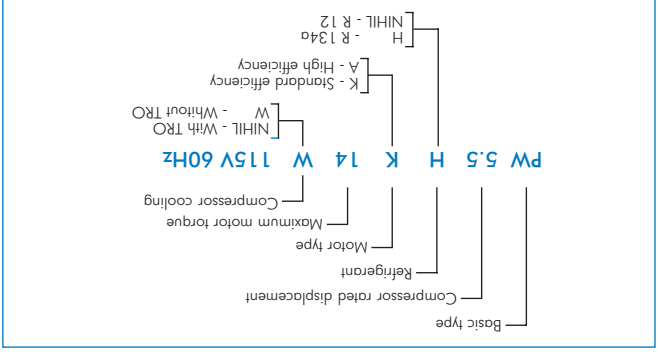 Basic type
Compressor rated displacement
Refrigerant
Motor type
Maximum motor torque
Compressor cooling
PW 5.5 H K 14 W 115V 60Hz
NIHIL - With TRO
W - Whitout TRO
K - Standard efficiency
A - High efficiency
H - R 134a
NIHIL - R 12